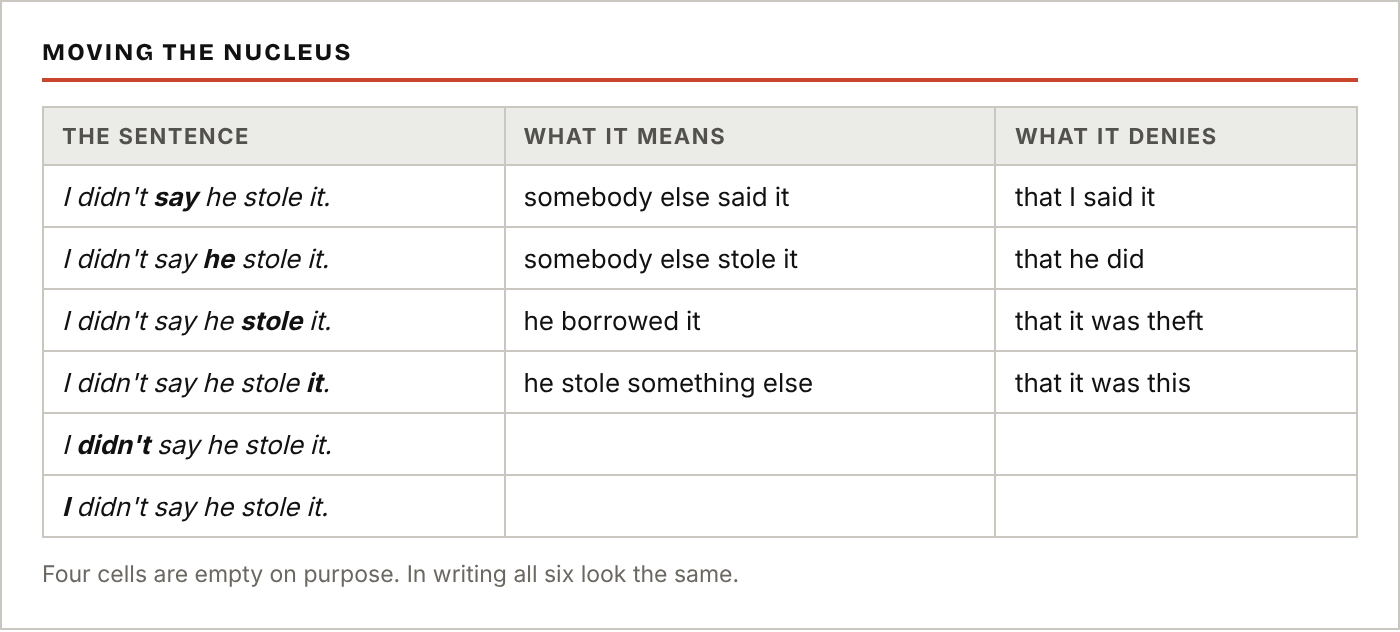 MOVING THE NUCLEUS
THE SENTENCE WHAT IT MEANS WHAT IT DENIES
I didn't say he stole it. somebody else said it that I said it
I didn't say he stole it. somebody else stole it that he did
I didn't say he stole it. he borrowed it that it was theft
I didn't say he stole it. he stole something else that it was this
I didn't say he stole it.
I didn't say he stole it.
Four cells are empty on purpose. In writing all six look the same.